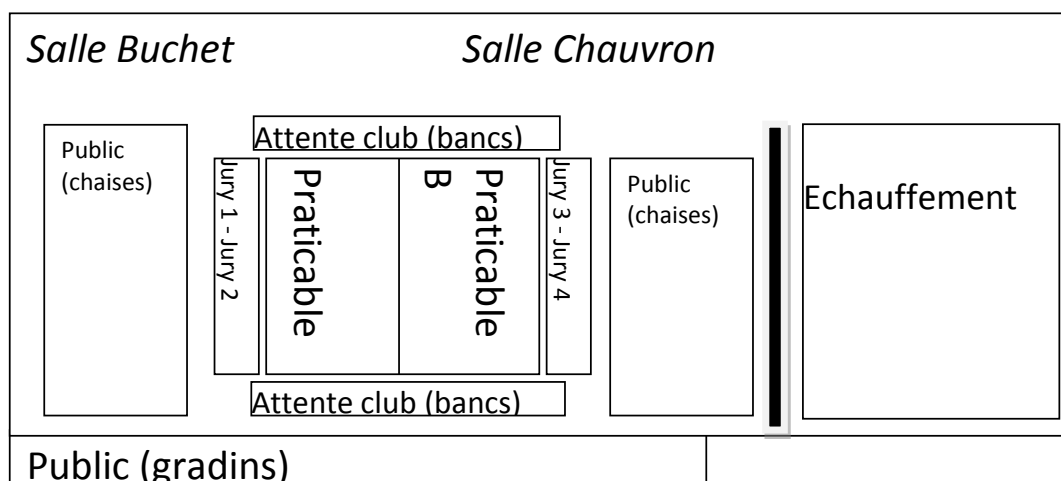 Salle Buchet
Salle Chauvron
Attente club (bancs)
Public
(chaises)
Jury 1 - Jury 2
Praticable
Praticable
B
Jury 3 - Jury 4
Public
(chaises)
Echauffement
Attente club (bancs)
Public (gradins)